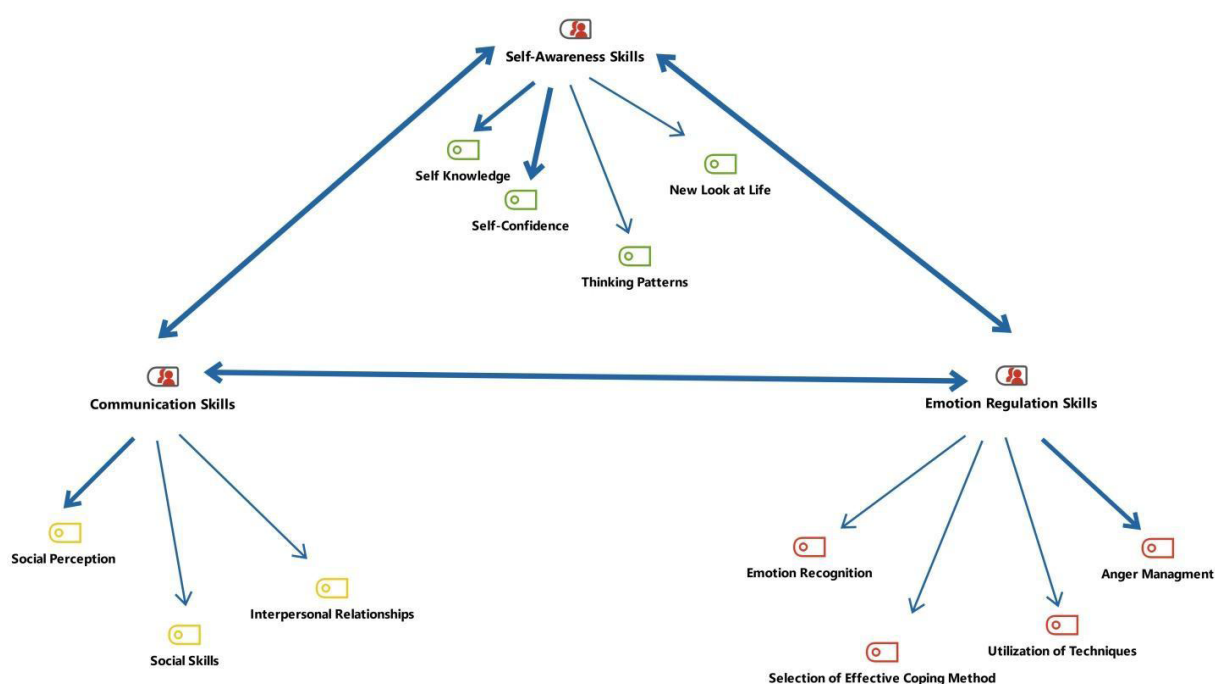 Self-Awareness Skills
Self Knowledge
New Look at Life
Self-Confidence
Thinking Patterns
Communication Skills
Emotion Regulation Skills
Social Perception
Interpersonal Relationships
Social Skills
Emotion Recognition
Anger Managment
Utilization of Techniques
Selection of Effective Coping Method